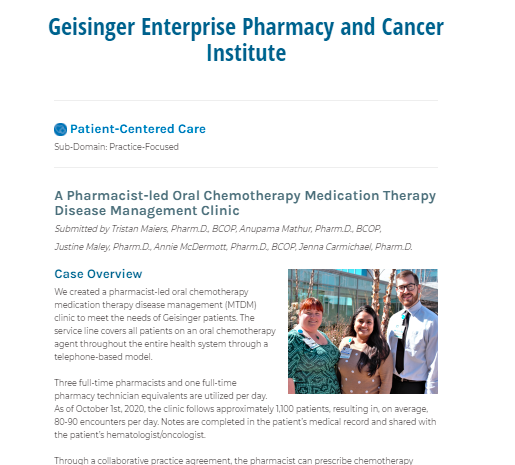 Geisinger Enterprise Pharmacy and Cancer
Institute
Patient-Centered Care
Sub-Domain: Practice-Focused
A Pharmacist-led Oral Chemotherapy Medication Therapy
Disease Management Clinic
Submitted by Tristan Maiers, Pharm.D., BCOP, Anupama Mathur, Pharm.D., BCOP,
Justine Maley, Pharm.D., Annie McDermott, Pharm.D., BCOP, Jenna Carmichael, Pharm.D.
Case Overview
We created a pharmacist-led oral chemotherapy
medication therapy disease management (MTDM)
clinic to meet the needs of Geisinger patients. The
service line covers all patients on an oral chemotherapy
agent throughout the entire health system through a
telephone-based model.
Three full-time pharmacists and one full-time
pharmacy technician equivalents are utilized per day.
As of October 1st, 2020, the clinic follows approximately 1,100 patients, resulting in, on average,
80-90 encounters per day. Notes are completed in the patient's medical record and shared with
the patient's hematologist/oncologist.
Through a collaborative practice agreement, the pharmacist can prescribe chemotherapy